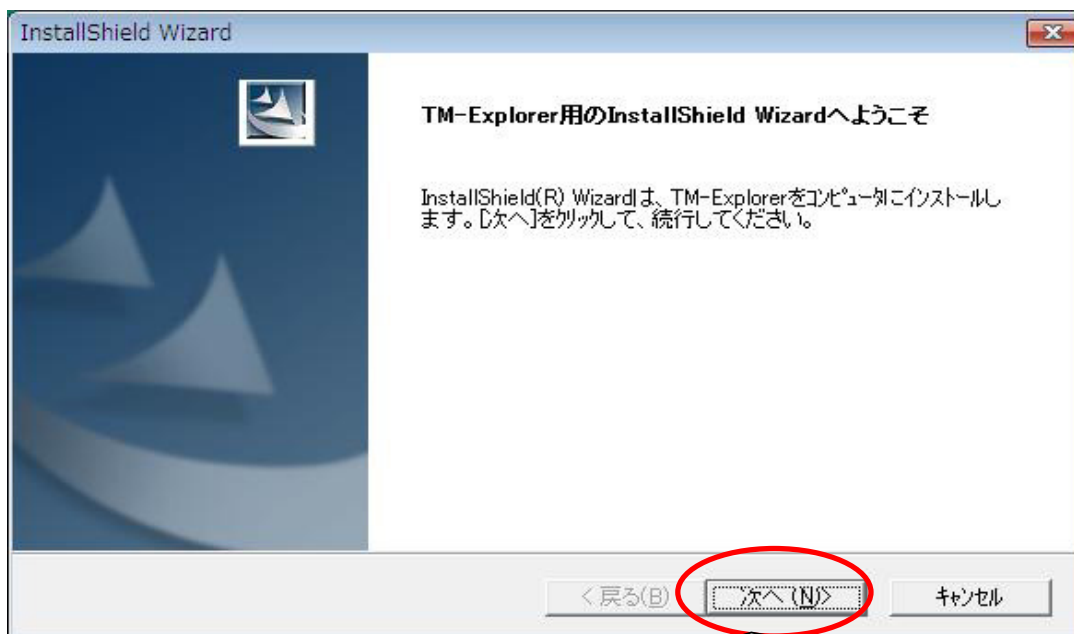 InstallShield Wizard
TM-Explorer用のInstallShield Wizardへようこそ
InstallShield(R) Wizardは、TM-Explorerをｺﾝﾋﾟｭｰﾀにインストールし
ます。[次へ]をｸﾘｯｸして、続行してください。
< 戻る(B) 次へ(N)> ｷｬﾝｾﾙ